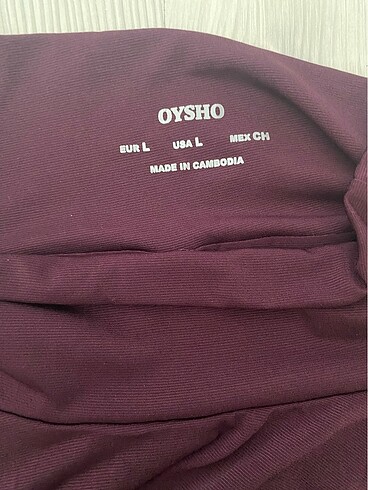 OYSHO
EUR L USA L MEX CH
MADE IN CAMBODIA